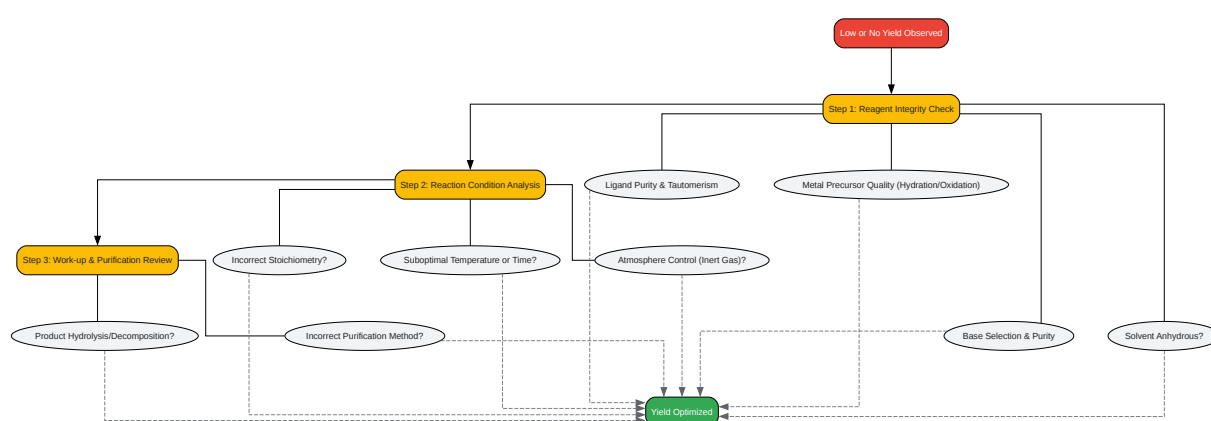 Low or No Yield Observed
Step 1: Reagent Integrity Check
Step 2: Reaction Condition Analysis
Ligand Purity & Tautomerism
Metal Precursor Quality (Hydration/Oxidation)
Step 3: Work-up & Purification Review
Incorrect Stoichiometry?
Suboptimal Temperature or Time?
Atmosphere Control (Inert Gas)?
Product Hydrolysis/Decomposition?
Incorrect Purification Method?
Base Selection & Purity
Solvent Anhydrous?
Yield Optimized